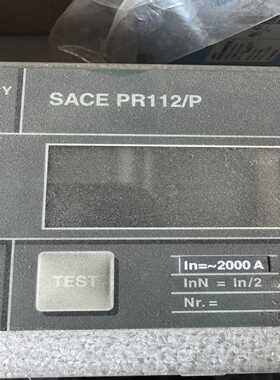 Y SACE PR112/P
TEST
In=~2000 A
InN = In/2
Nr.=